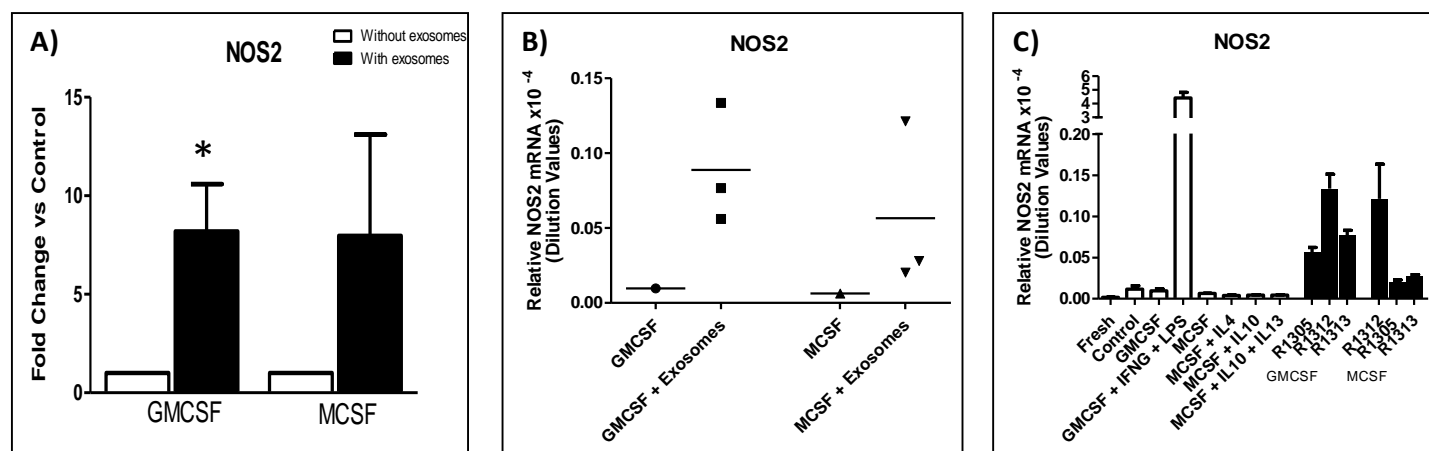 A)
NOS2
Without exosomes
With exosomes
Fold Change vs Control
15
10
5
0
GMCSF
MCSF
B)
NOS2
Relative NOS2 mRNA x10 -4
(Dilution Values)
0.15
0.10
0.05
0.00
GMCSF
GMCSF + Exosomes
MCSF
MCSF + Exosomes
*
C)
NOS2
Relative NOS2 mRNA x10 -4
(Dilution Values)
6
5
4
3
0.20
0.15
0.10
0.05
0.00
Fresh
Control
GMCSF
GMCSF + IFNG + LPS
MCSF
MCSF + IL4
MCSF + IL10
MCSF + IL10 + IL13
R1305
R1312
R1313
R1312
R1305
R1313
GMCSF
MCSF